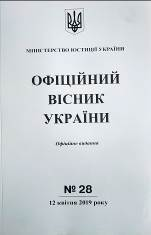 МІНІСТЕРСТВО ЮСТИЦІЇ УКРАЇНИ
ОФІЦІЙНИЙ
ВІСНИК
УКРАЇНИ
Офіційне видання
№ 28
12 квітня 2019 року